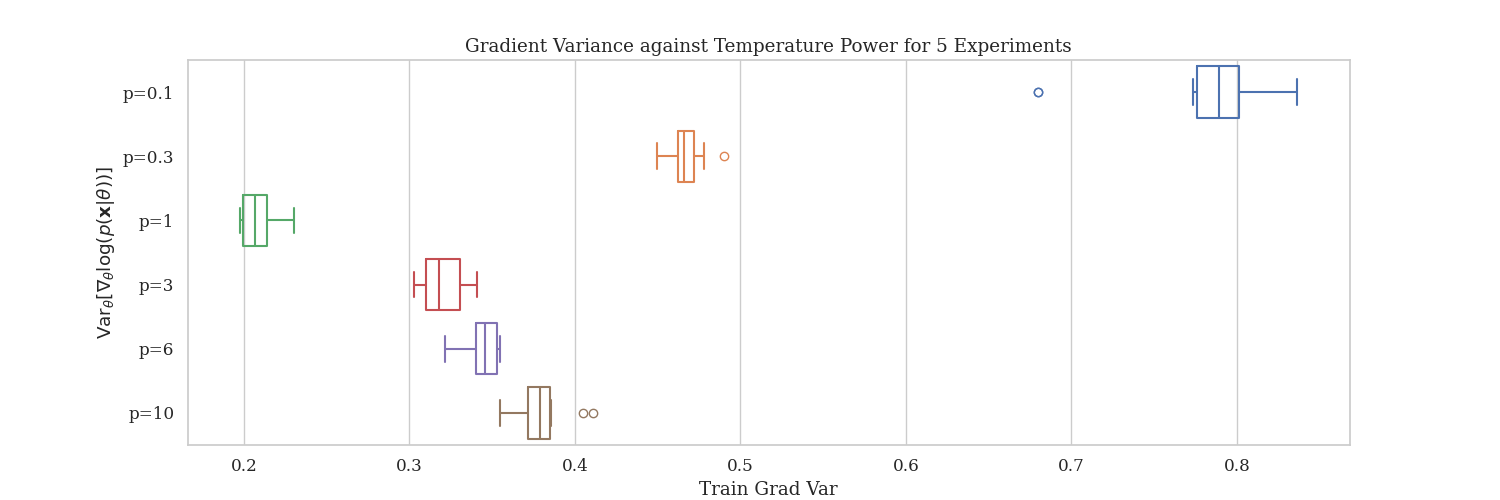 Gradient Variance against Temperature Power for 5 Experiments
Var_θ[∇_θ log(p(𝐱|θ))]
p=0.1
p=0.3
p=1
p=3
p=6
p=10
0.2 0.3 0.4 0.5 0.6 0.7 0.8
Train Grad Var